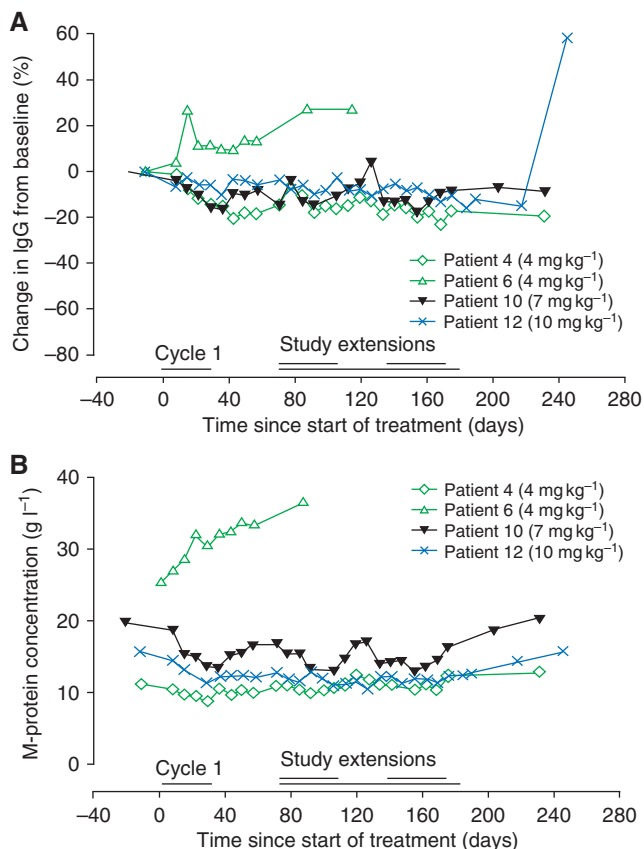 A
Change in IgG from baseline (%)
60
40
20
0
–20
–40
–60
–80
Patient 4 (4 mg kg⁻¹)
Patient 6 (4 mg kg⁻¹)
Patient 10 (7 mg kg⁻¹)
Patient 12 (10 mg kg⁻¹)
Cycle 1
Study extensions
–40 0 40 80 120 160 200 240 280
Time since start of treatment (days)
B
M-protein concentration (g l⁻¹)
40
30
20
10
0
Patient 4 (4 mg kg⁻¹)
Patient 6 (4 mg kg⁻¹)
Patient 10 (7 mg kg⁻¹)
Patient 12 (10 mg kg⁻¹)
Cycle 1
Study extensions
–40 0 40 80 120 160 200 240 280
Time since start of treatment (days)